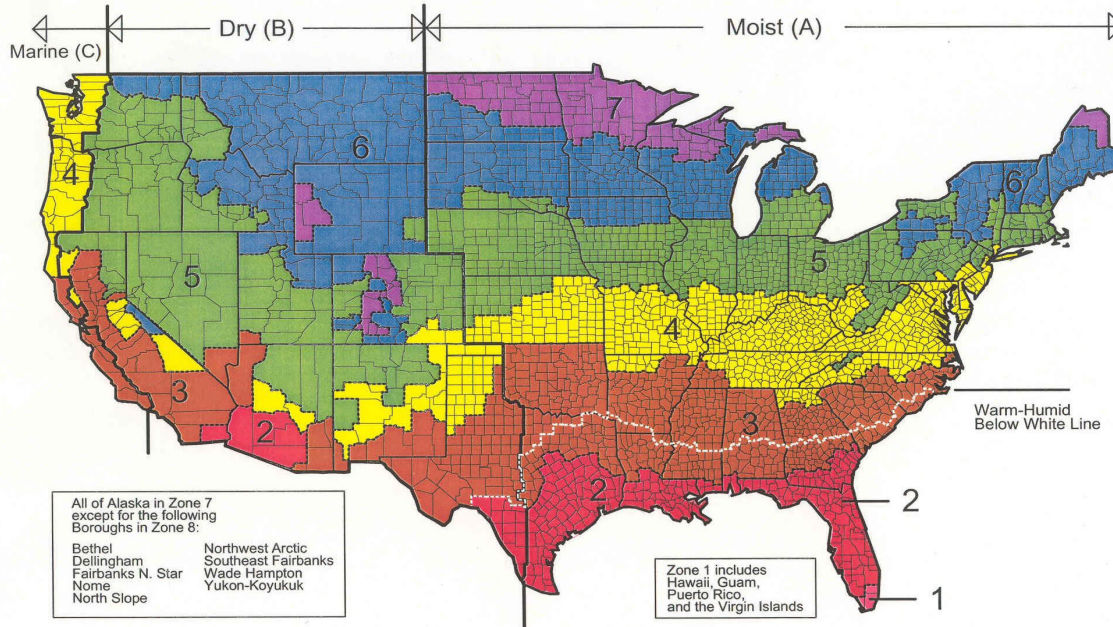 Marine (C)
Dry (B)
Moist (A)
7
6
4
6
5
5
4
3
3
2
2
Warm-Humid
Below White Line
2
1
All of Alaska in Zone 7
except for the following
Boroughs in Zone 8:
Bethel
Dellingham
Fairbanks N. Star
Nome
North Slope
Northwest Arctic
Southeast Fairbanks
Wade Hampton
Yukon-Koyukuk
Zone 1 includes
Hawaii, Guam,
Puerto Rico,
and the Virgin Islands